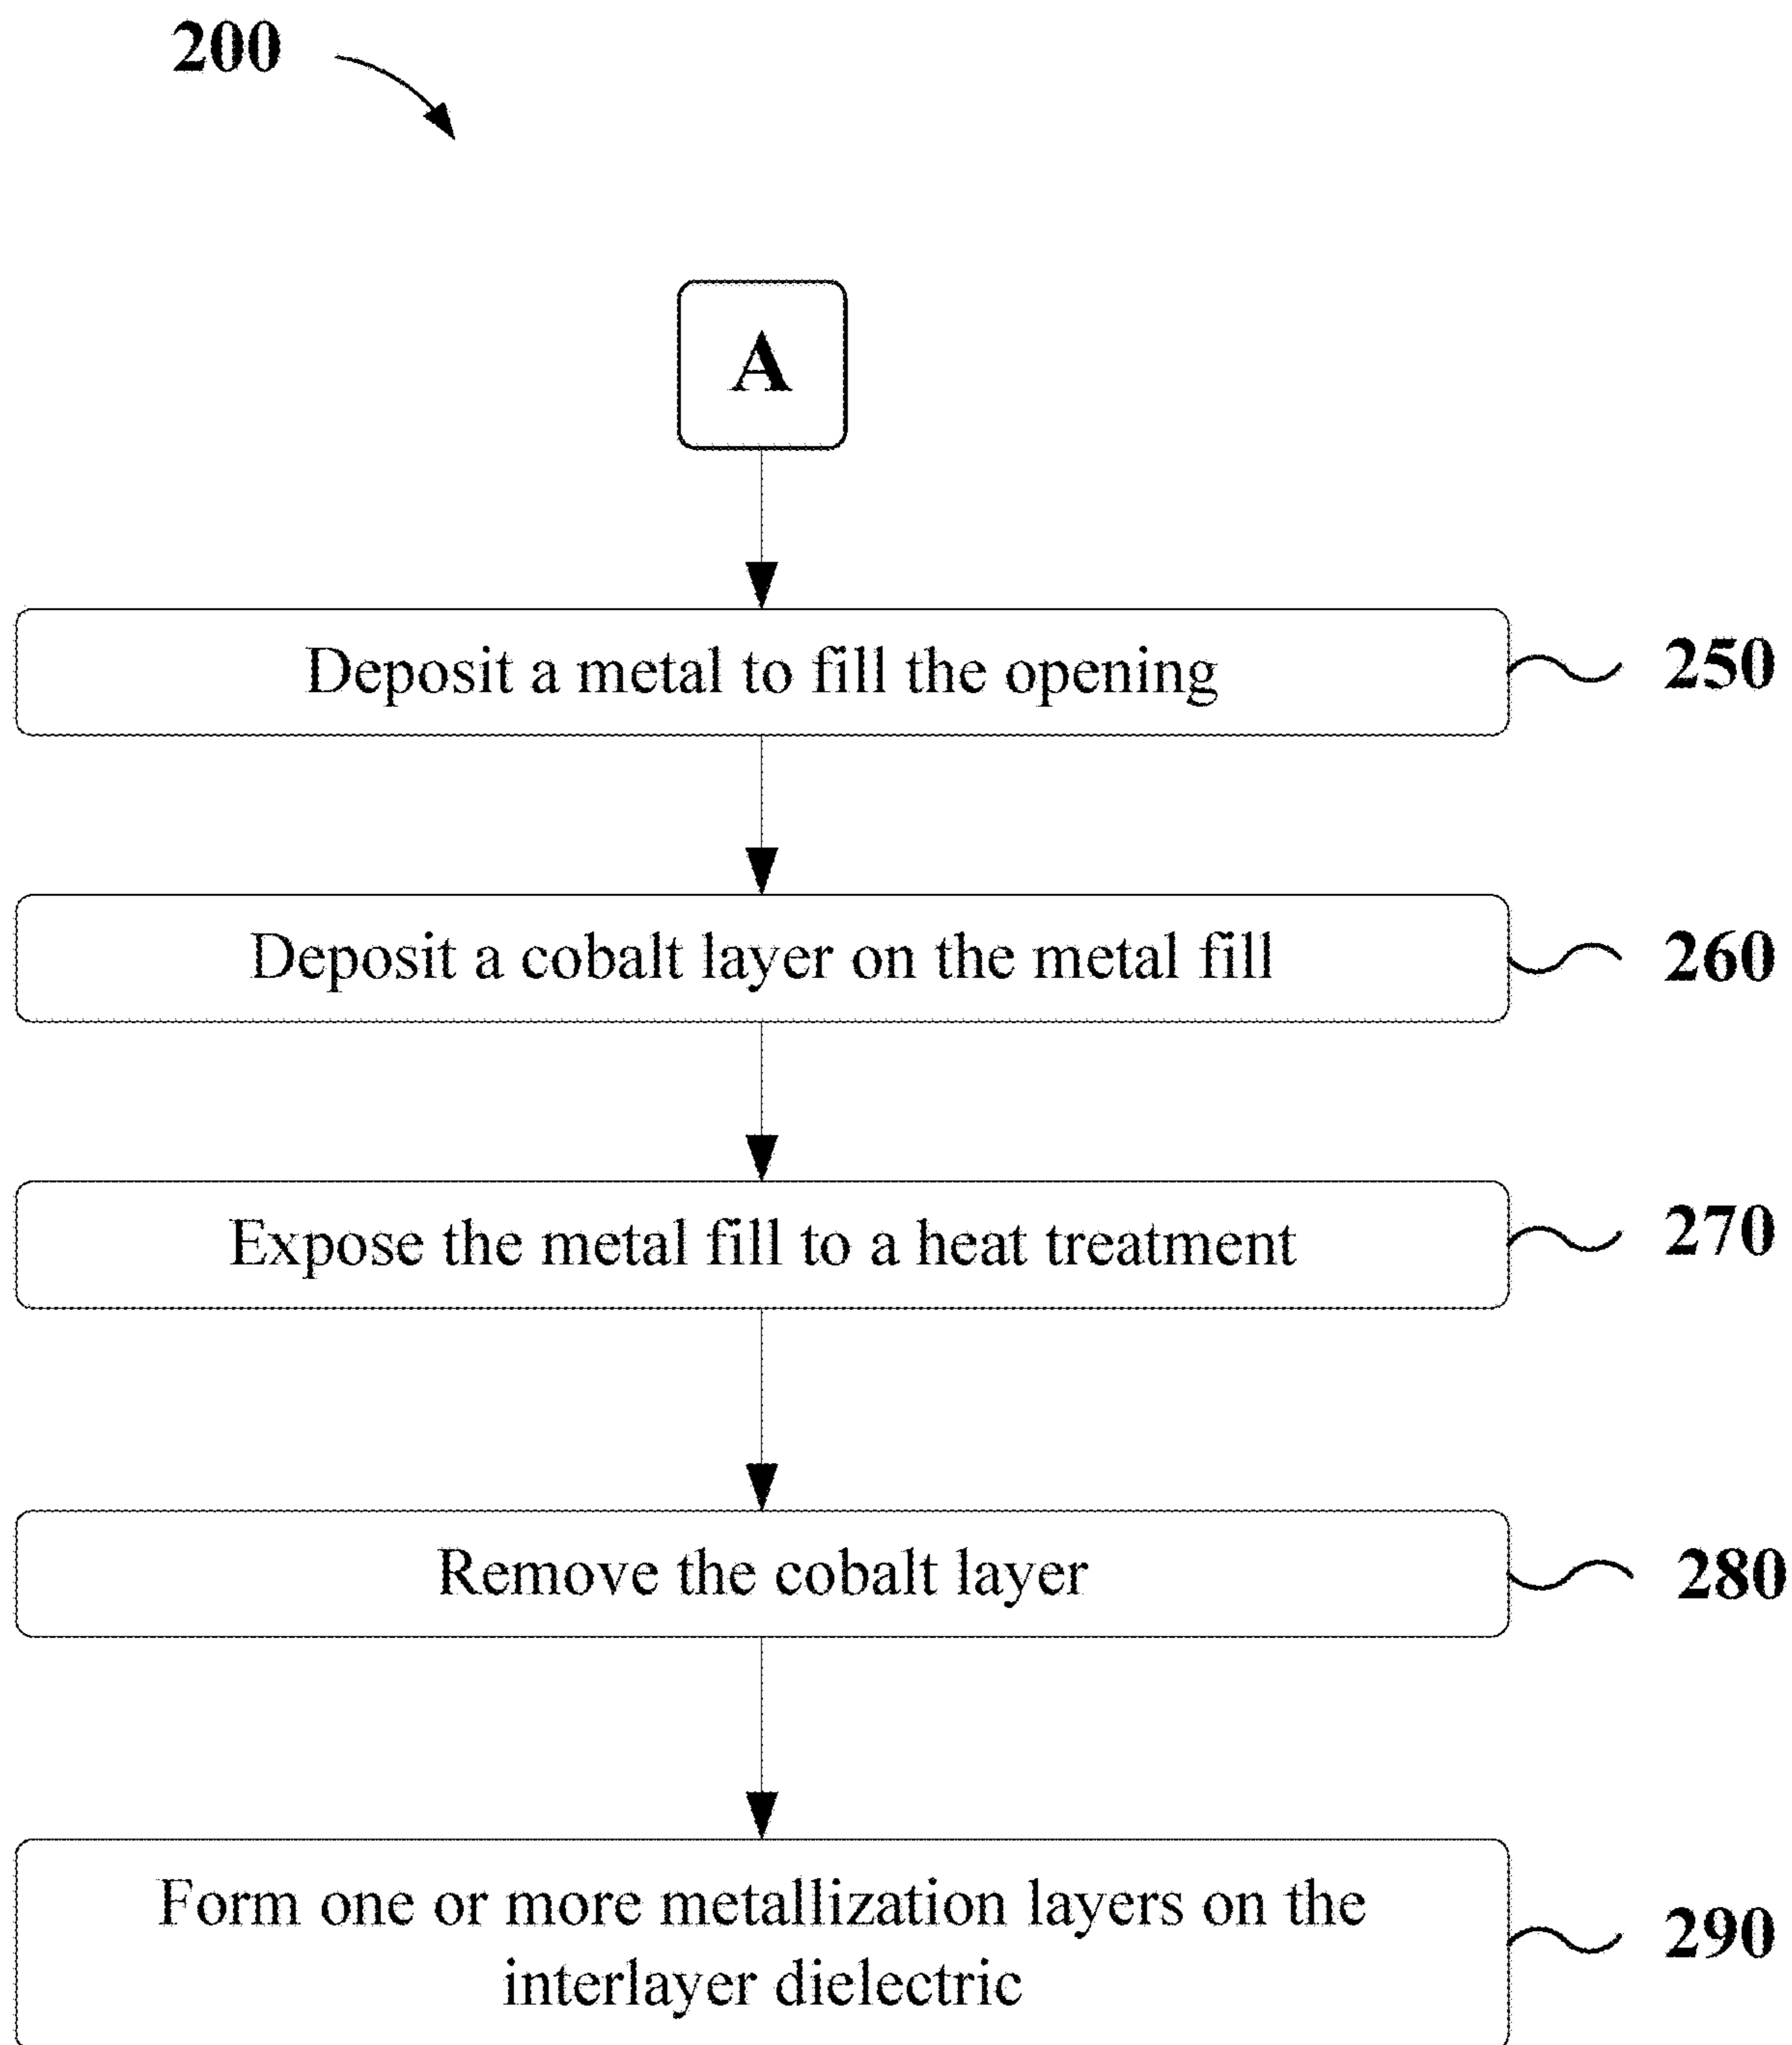 200
A
Deposit a metal to fill the opening
250
Deposit a cobalt layer on the metal fill
260
Expose the metal fill to a heat treatment
270
Remove the cobalt layer
280
Form one or more metallization layers on the
interlayer dielectric
290